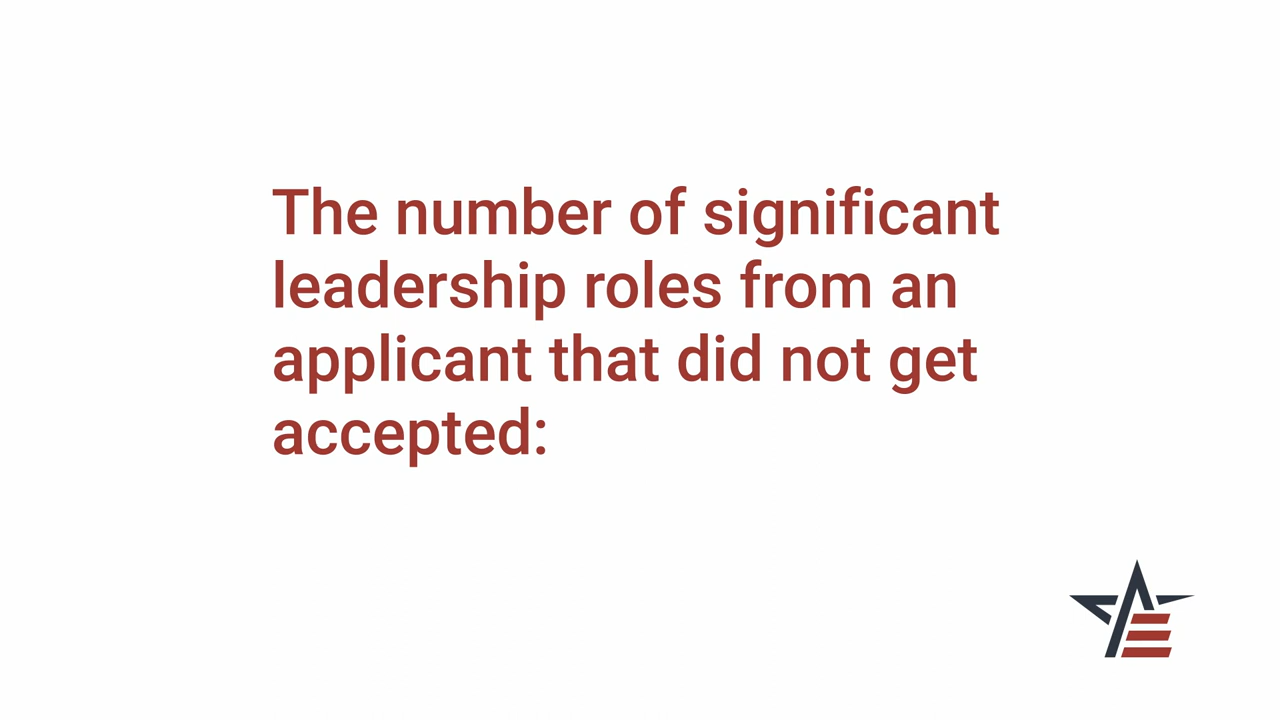 The number of significant
leadership roles from an
applicant that did not get
accepted: